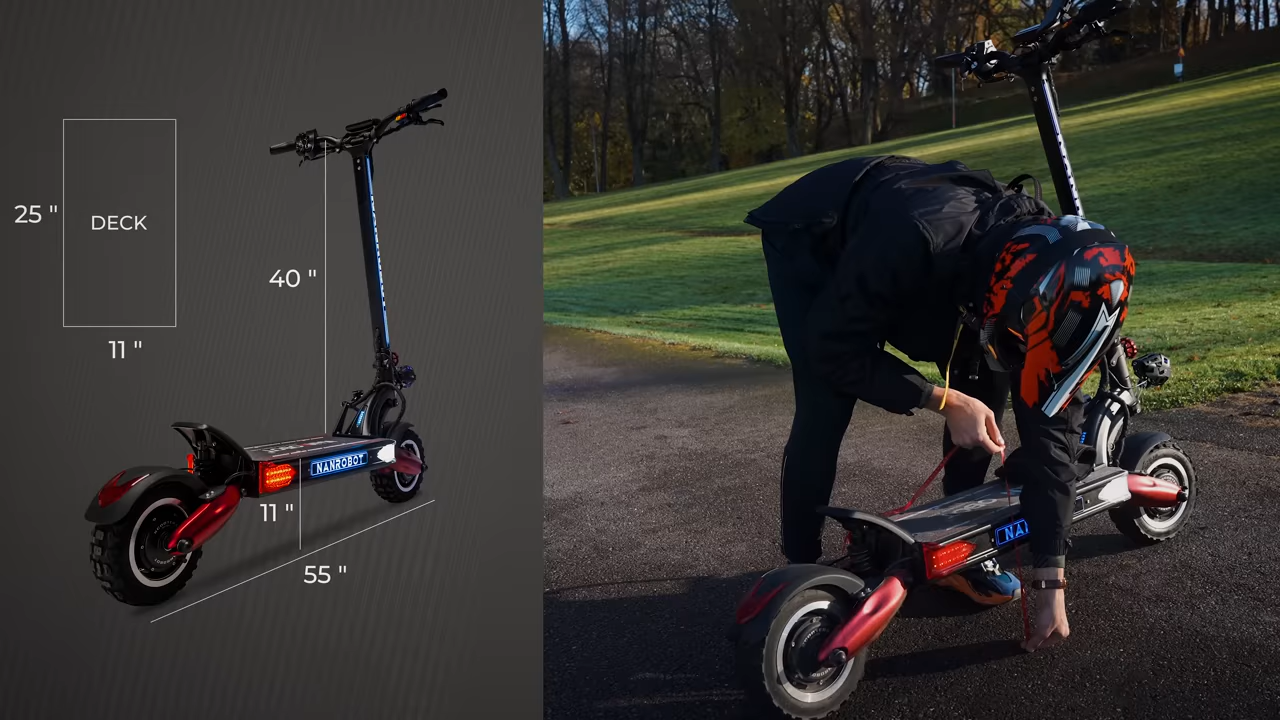 25 "
DECK
11 "
40 "
NANROBOT
11 "
55 "
NA